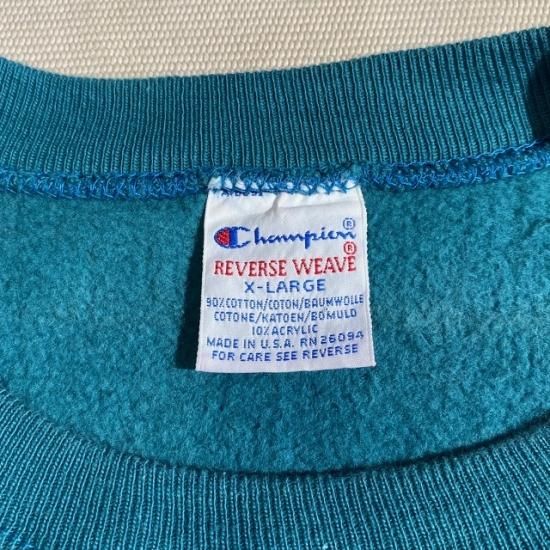 Champion®
REVERSE WEAVE®
X-LARGE
90% COTTON/COTON/BAUMWOLLE
COTONE/KATOEN/BOMULD
10% ACRYLIC
MADE IN U.S.A. RN 26094
FOR CARE SEE REVERSE